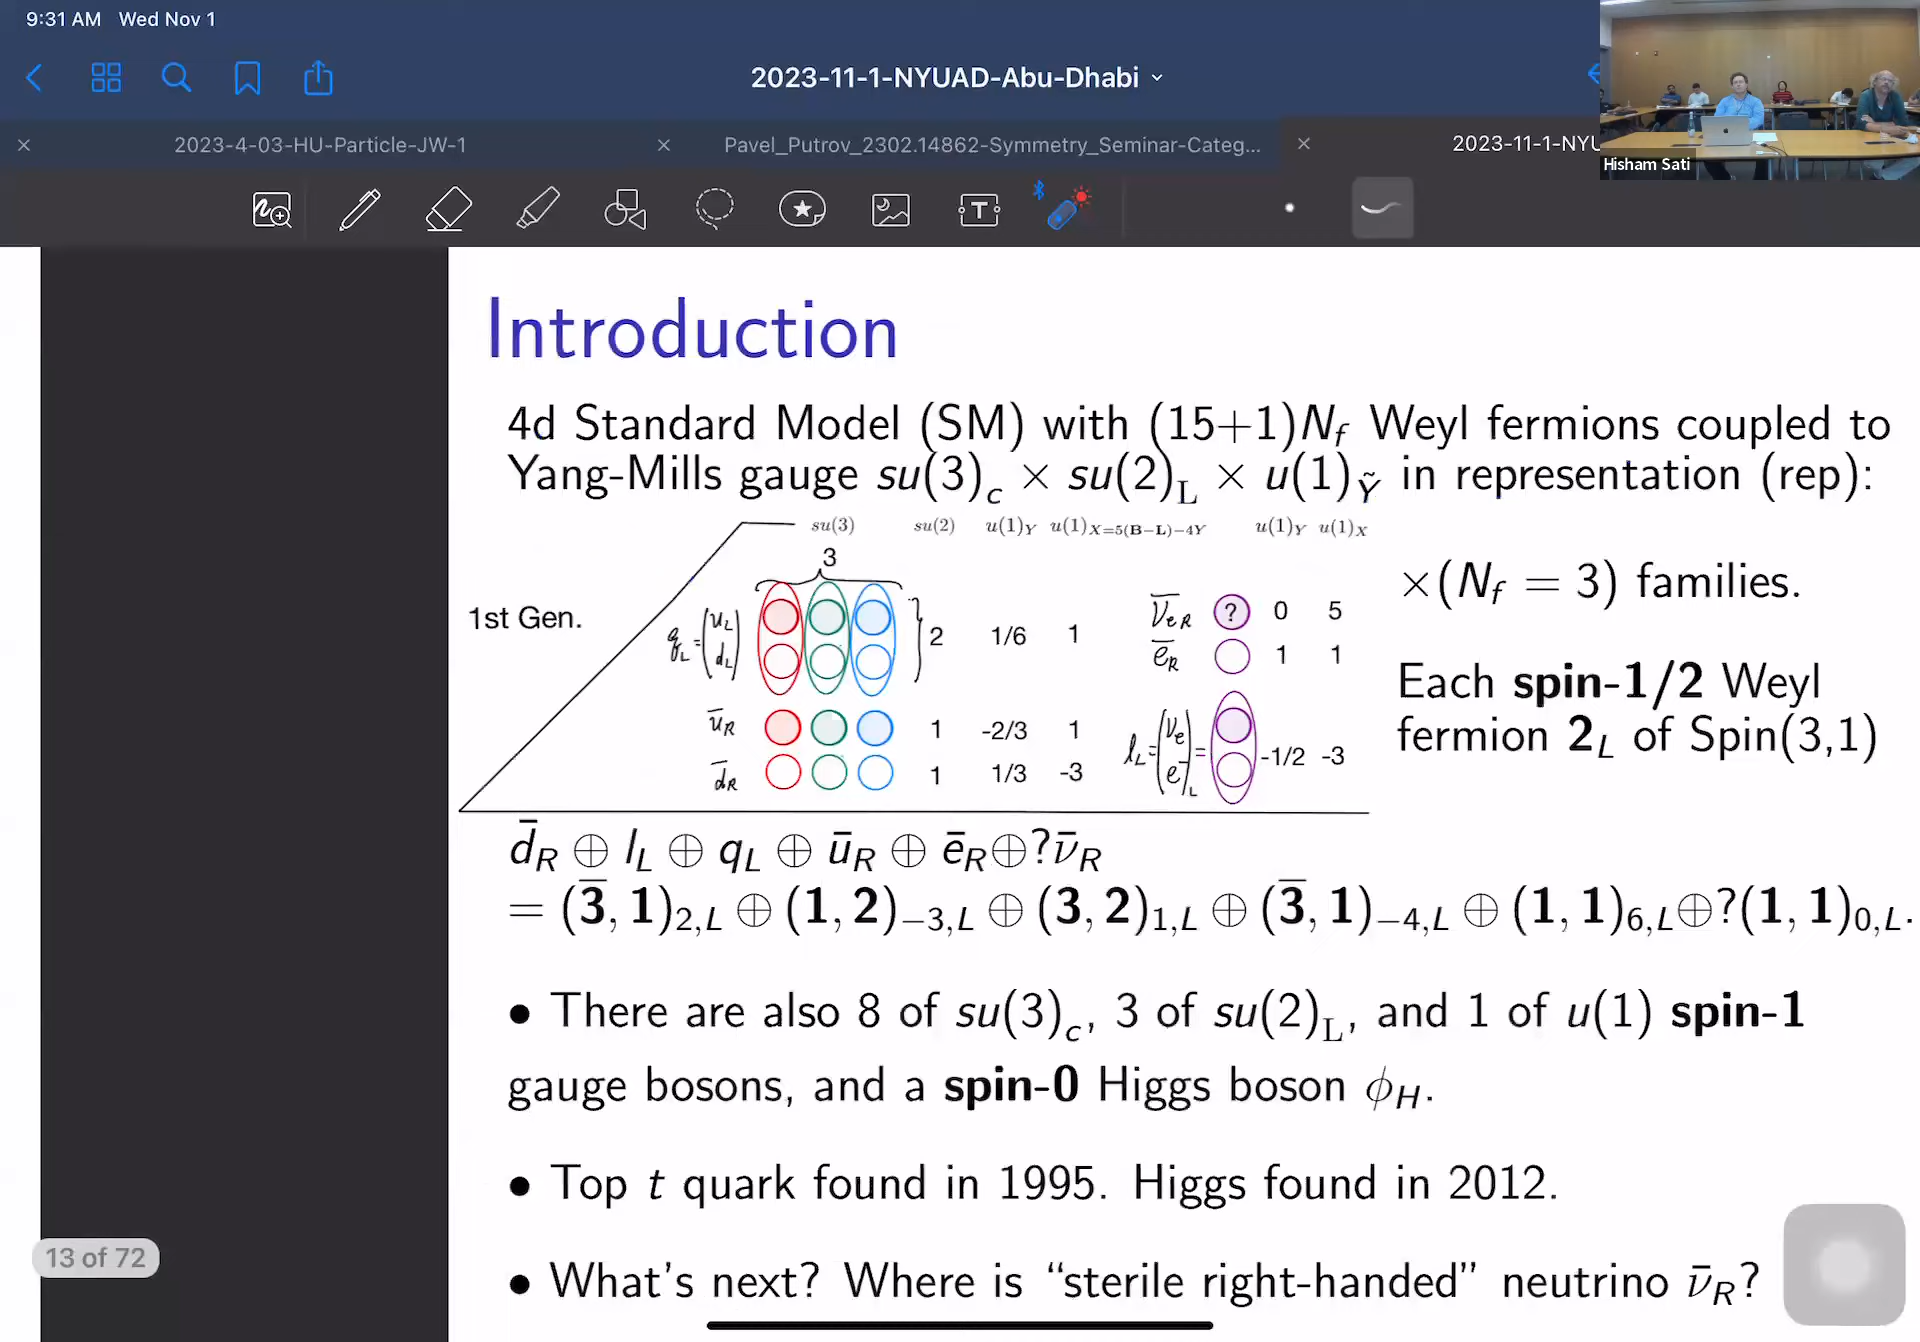 9:31 AM Wed Nov 1
2023-11-1-NYUAD-Abu-Dhabi
2023-4-03-HU-Particle-JW-1
Pavel_Putrov_2302.14862-Symmetry_Seminar-Categ...
2023-11-1-NYU
Hisham Sati
Introduction
4d Standard Model (SM) with (15+1)N_f Weyl fermions coupled to
Yang-Mills gauge su(3)_c × su(2)_L × u(1)_Ỹ in representation (rep):
su(3) su(2) u(1)_Y u(1)_{X=5(B−L)−4Y} u(1)_Y u(1)_X
3
×(N_f = 3) families.
1st Gen.
q_L = (u_L d_L) 2 1/6 1
ν̄_eR ? 0 5
ē_R 1 1
ū_R 1 -2/3 1
d̄_R 1 1/3 -3
l_L = (ν_e e)_L = -1/2 -3
Each spin-1/2 Weyl
fermion 2_L of Spin(3,1)
d̄_R ⊕ l_L ⊕ q_L ⊕ ū_R ⊕ ē_R⊕?ν̄_R
= (3̄, 1)_{2,L} ⊕ (1, 2)_{−3,L} ⊕ (3, 2)_{1,L} ⊕ (3̄, 1)_{−4,L} ⊕ (1, 1)_{6,L}⊕?(1, 1)_{0,L}.
• There are also 8 of su(3)_c, 3 of su(2)_L, and 1 of u(1) spin-1
gauge bosons, and a spin-0 Higgs boson ϕ_H.
• Top t quark found in 1995. Higgs found in 2012.
• What's next? Where is “sterile right-handed” neutrino ν̄_R?
13 of 72